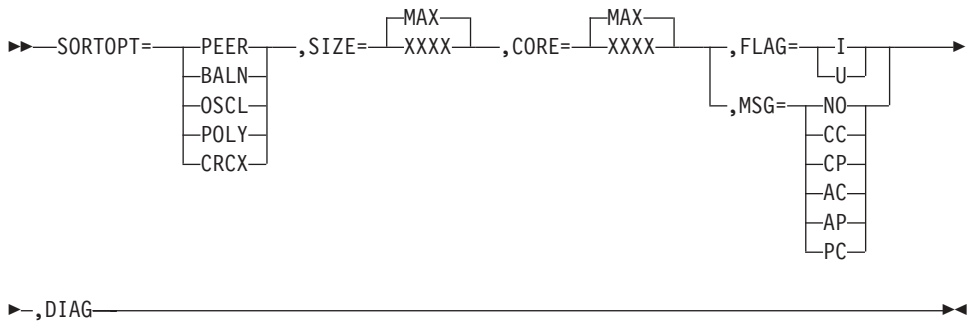 MAX MAX
SORTOPT= PEER ,SIZE= XXXX ,CORE= XXXX ,FLAG= I
BALN U
OSCL ,MSG= NO
POLY CC
CRCX CP
AC
AP
PC
,DIAG